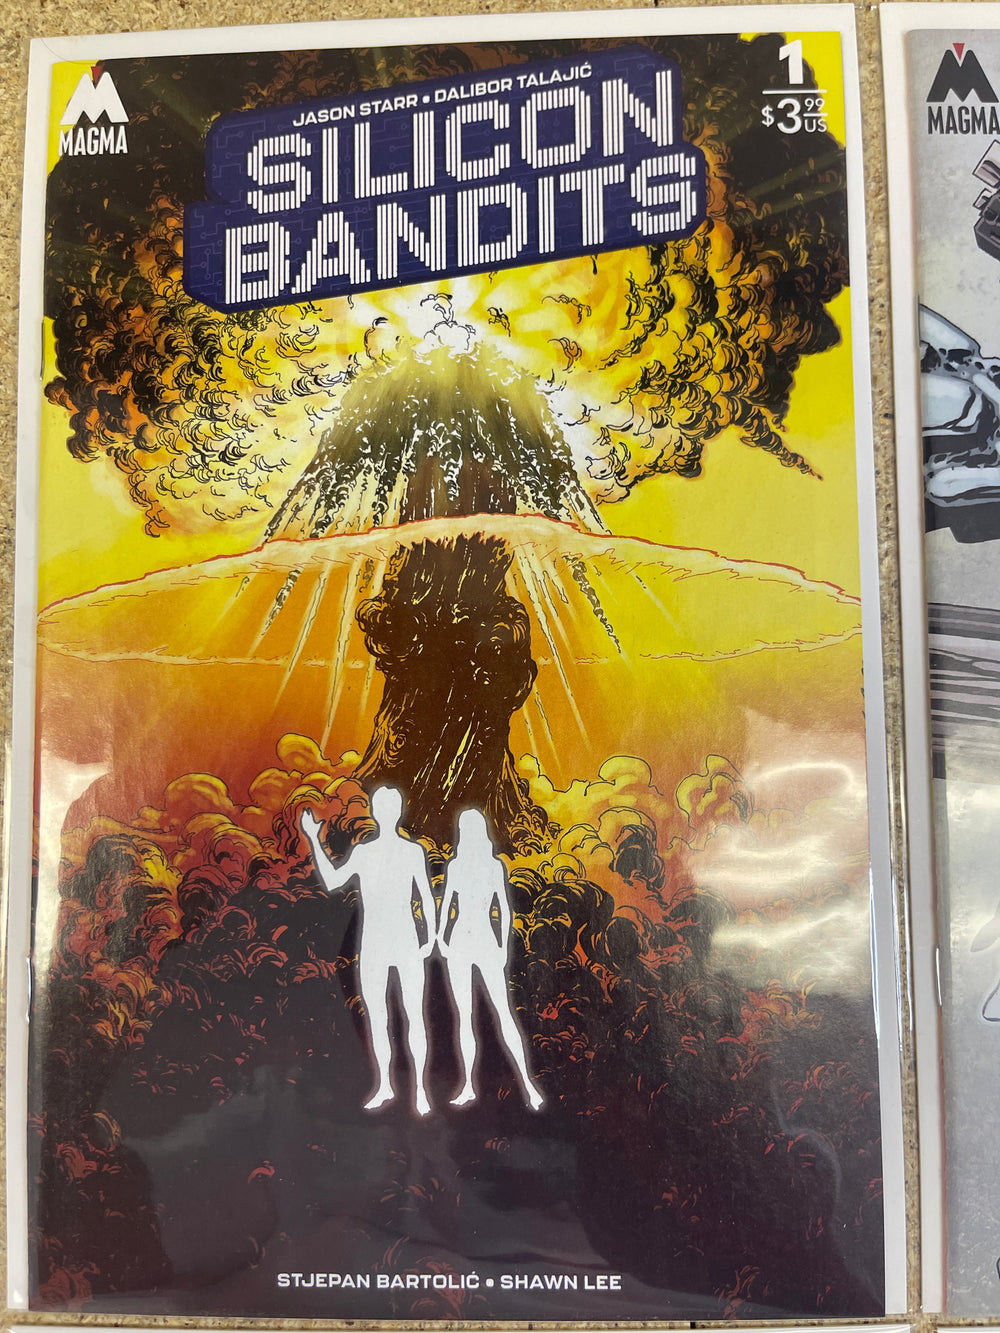 MAGMA
JASON STARR • DALIBOR TALAJIĆ
SILICON
BANDITS
1
$3.99
US
STJEPAN BARTOLIĆ • SHAWN LEE
MAGMA